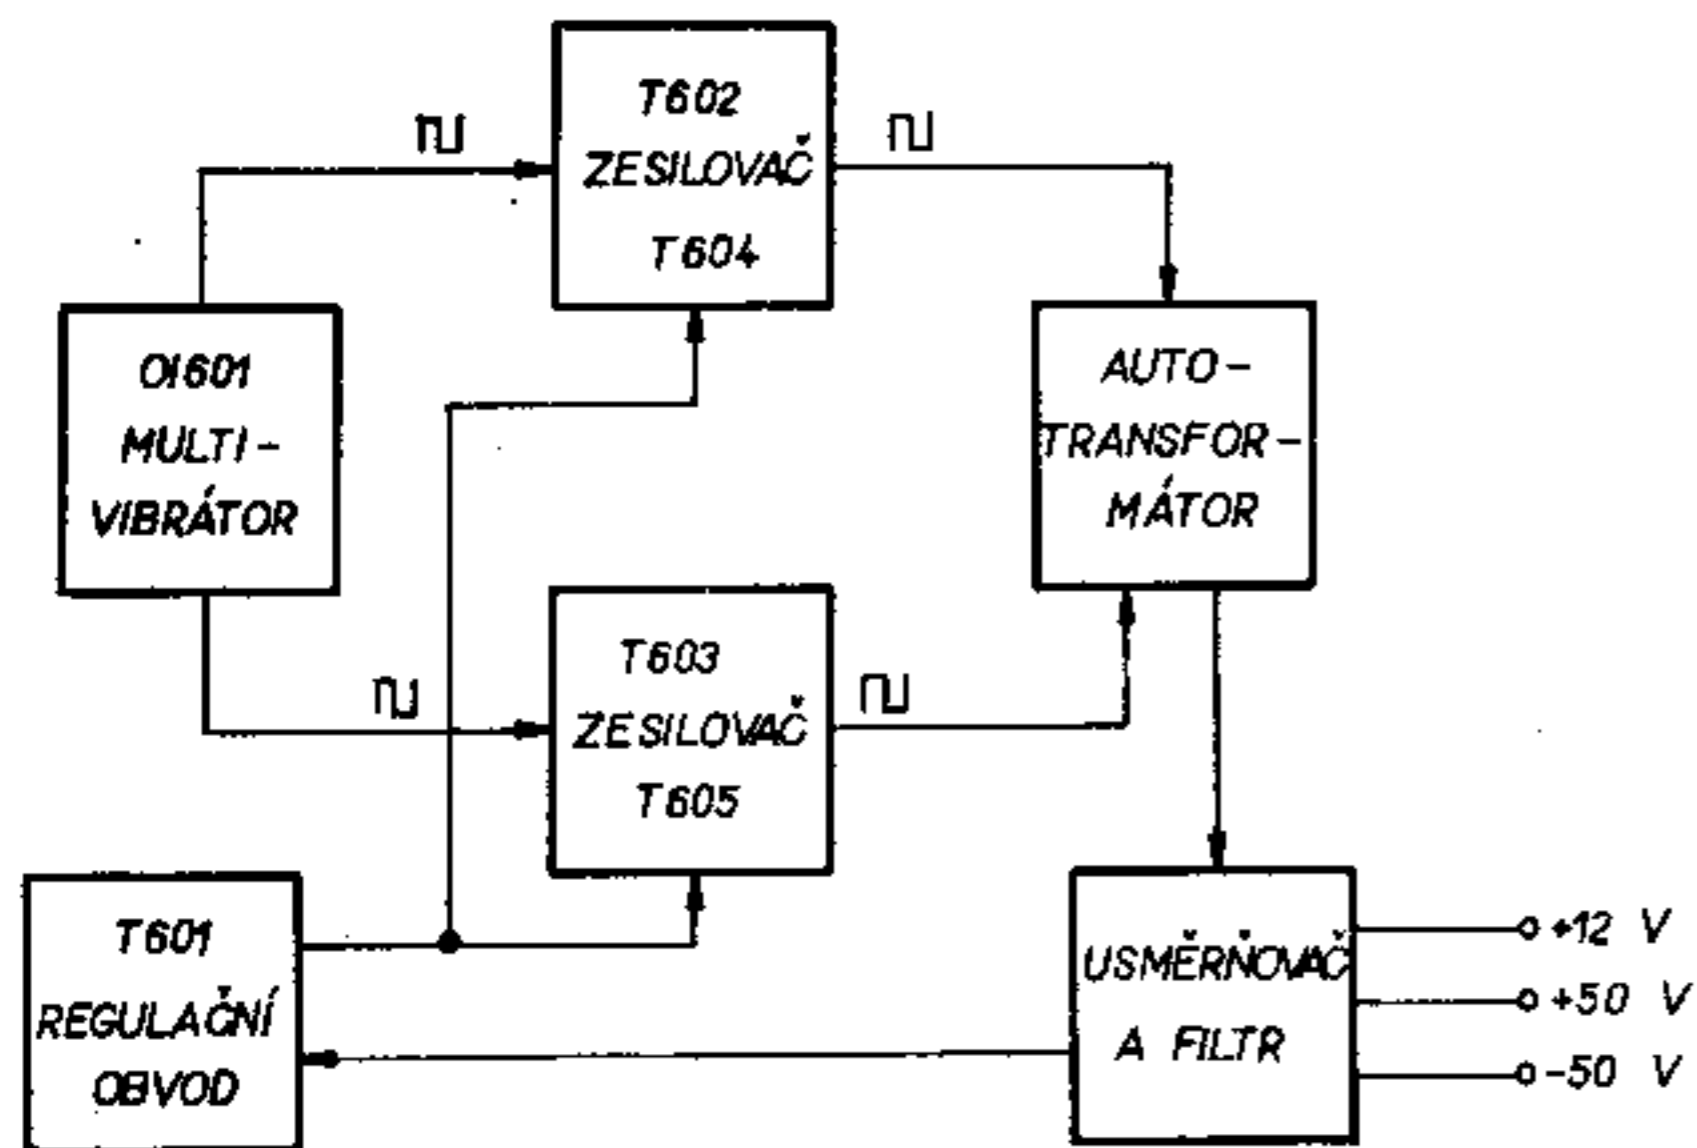 T602
ZESILOVAČ
T604
OI601
MULTI-
VIBRÁTOR
AUTO-
TRANSFOR-
MÁTOR
T603
ZESILOVAČ
T605
T601
REGULAČNÍ
OBVOD
USMĚRŇOVAČ
A FILTR
+12 V
+50 V
-50 V